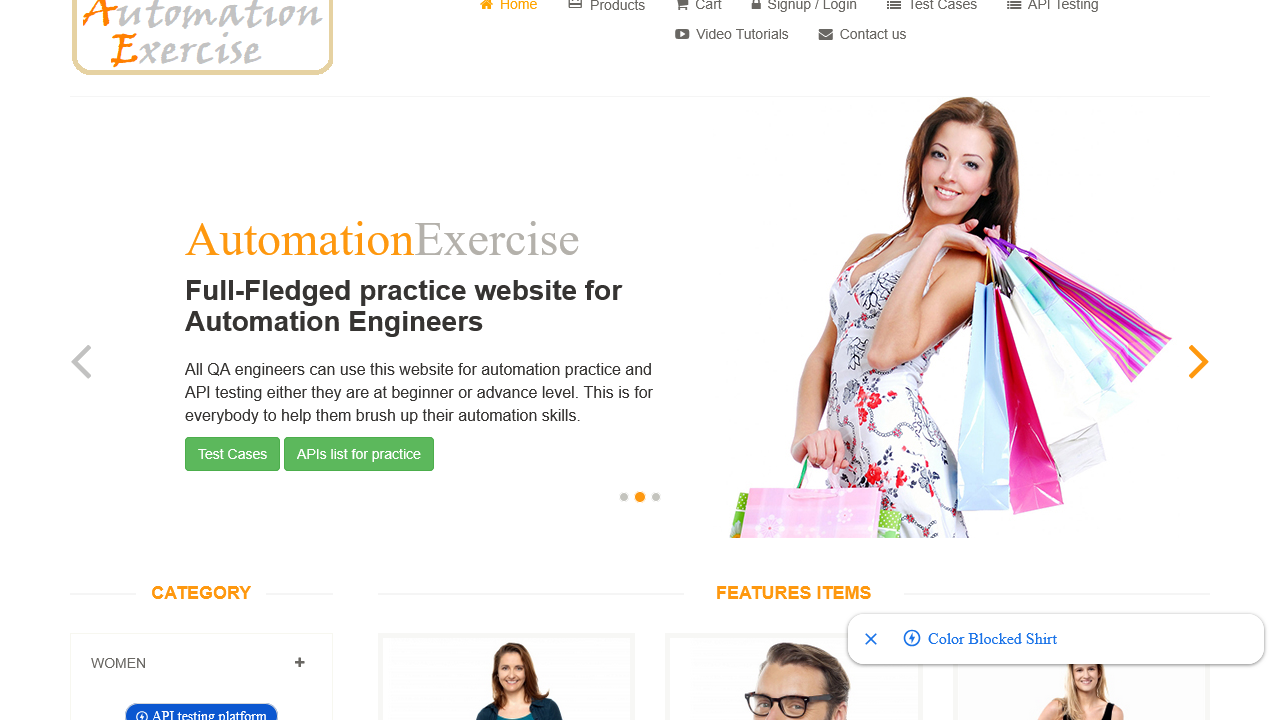 Automation
Exercise
Home
Products
Cart
Signup / Login
Test Cases
API Testing
Video Tutorials
Contact us
AutomationExercise
Full-Fledged practice website for
Automation Engineers
All QA engineers can use this website for automation practice and
API testing either they are at beginner or advance level. This is for
everybody to help them brush up their automation skills.
Test Cases
APIs list for practice
CATEGORY
FEATURES ITEMS
Color Blocked Shirt
WOMEN
API testing platform